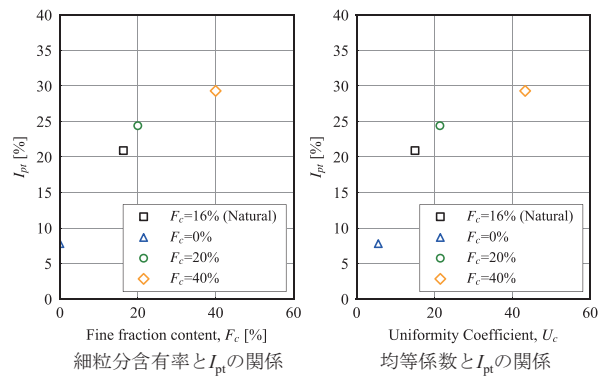 40
35
30
25
20
15
10
5
0
I_pt [%]
F_c=16% (Natural)
F_c=0%
F_c=20%
F_c=40%
0 20 40 60
Fine fraction content, F_c [%]
細粒分含有率とI_ptの関係
40
35
30
25
20
15
10
5
0
I_pt [%]
F_c=16% (Natural)
F_c=0%
F_c=20%
F_c=40%
0 20 40 60
Uniformity Coefficient, U_c
均等係数とI_ptの関係